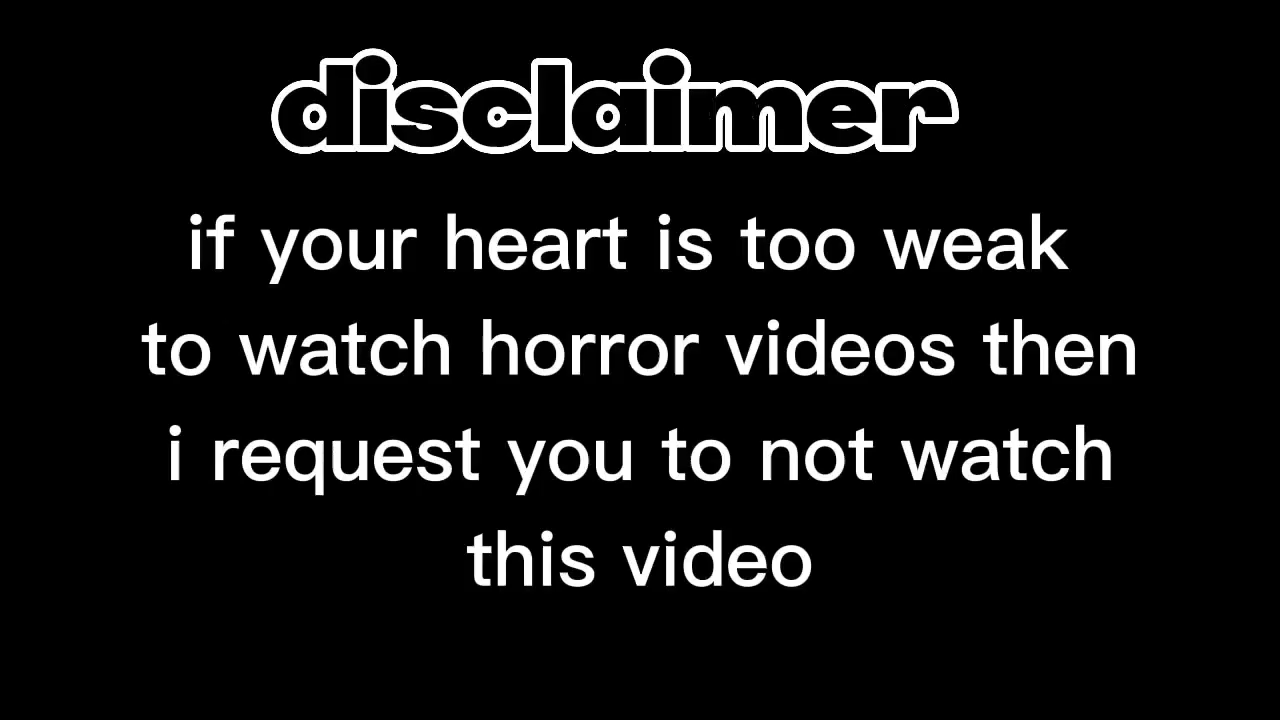 disclaimer
if your heart is too weak
to watch horror videos then
i request you to not watch
this video